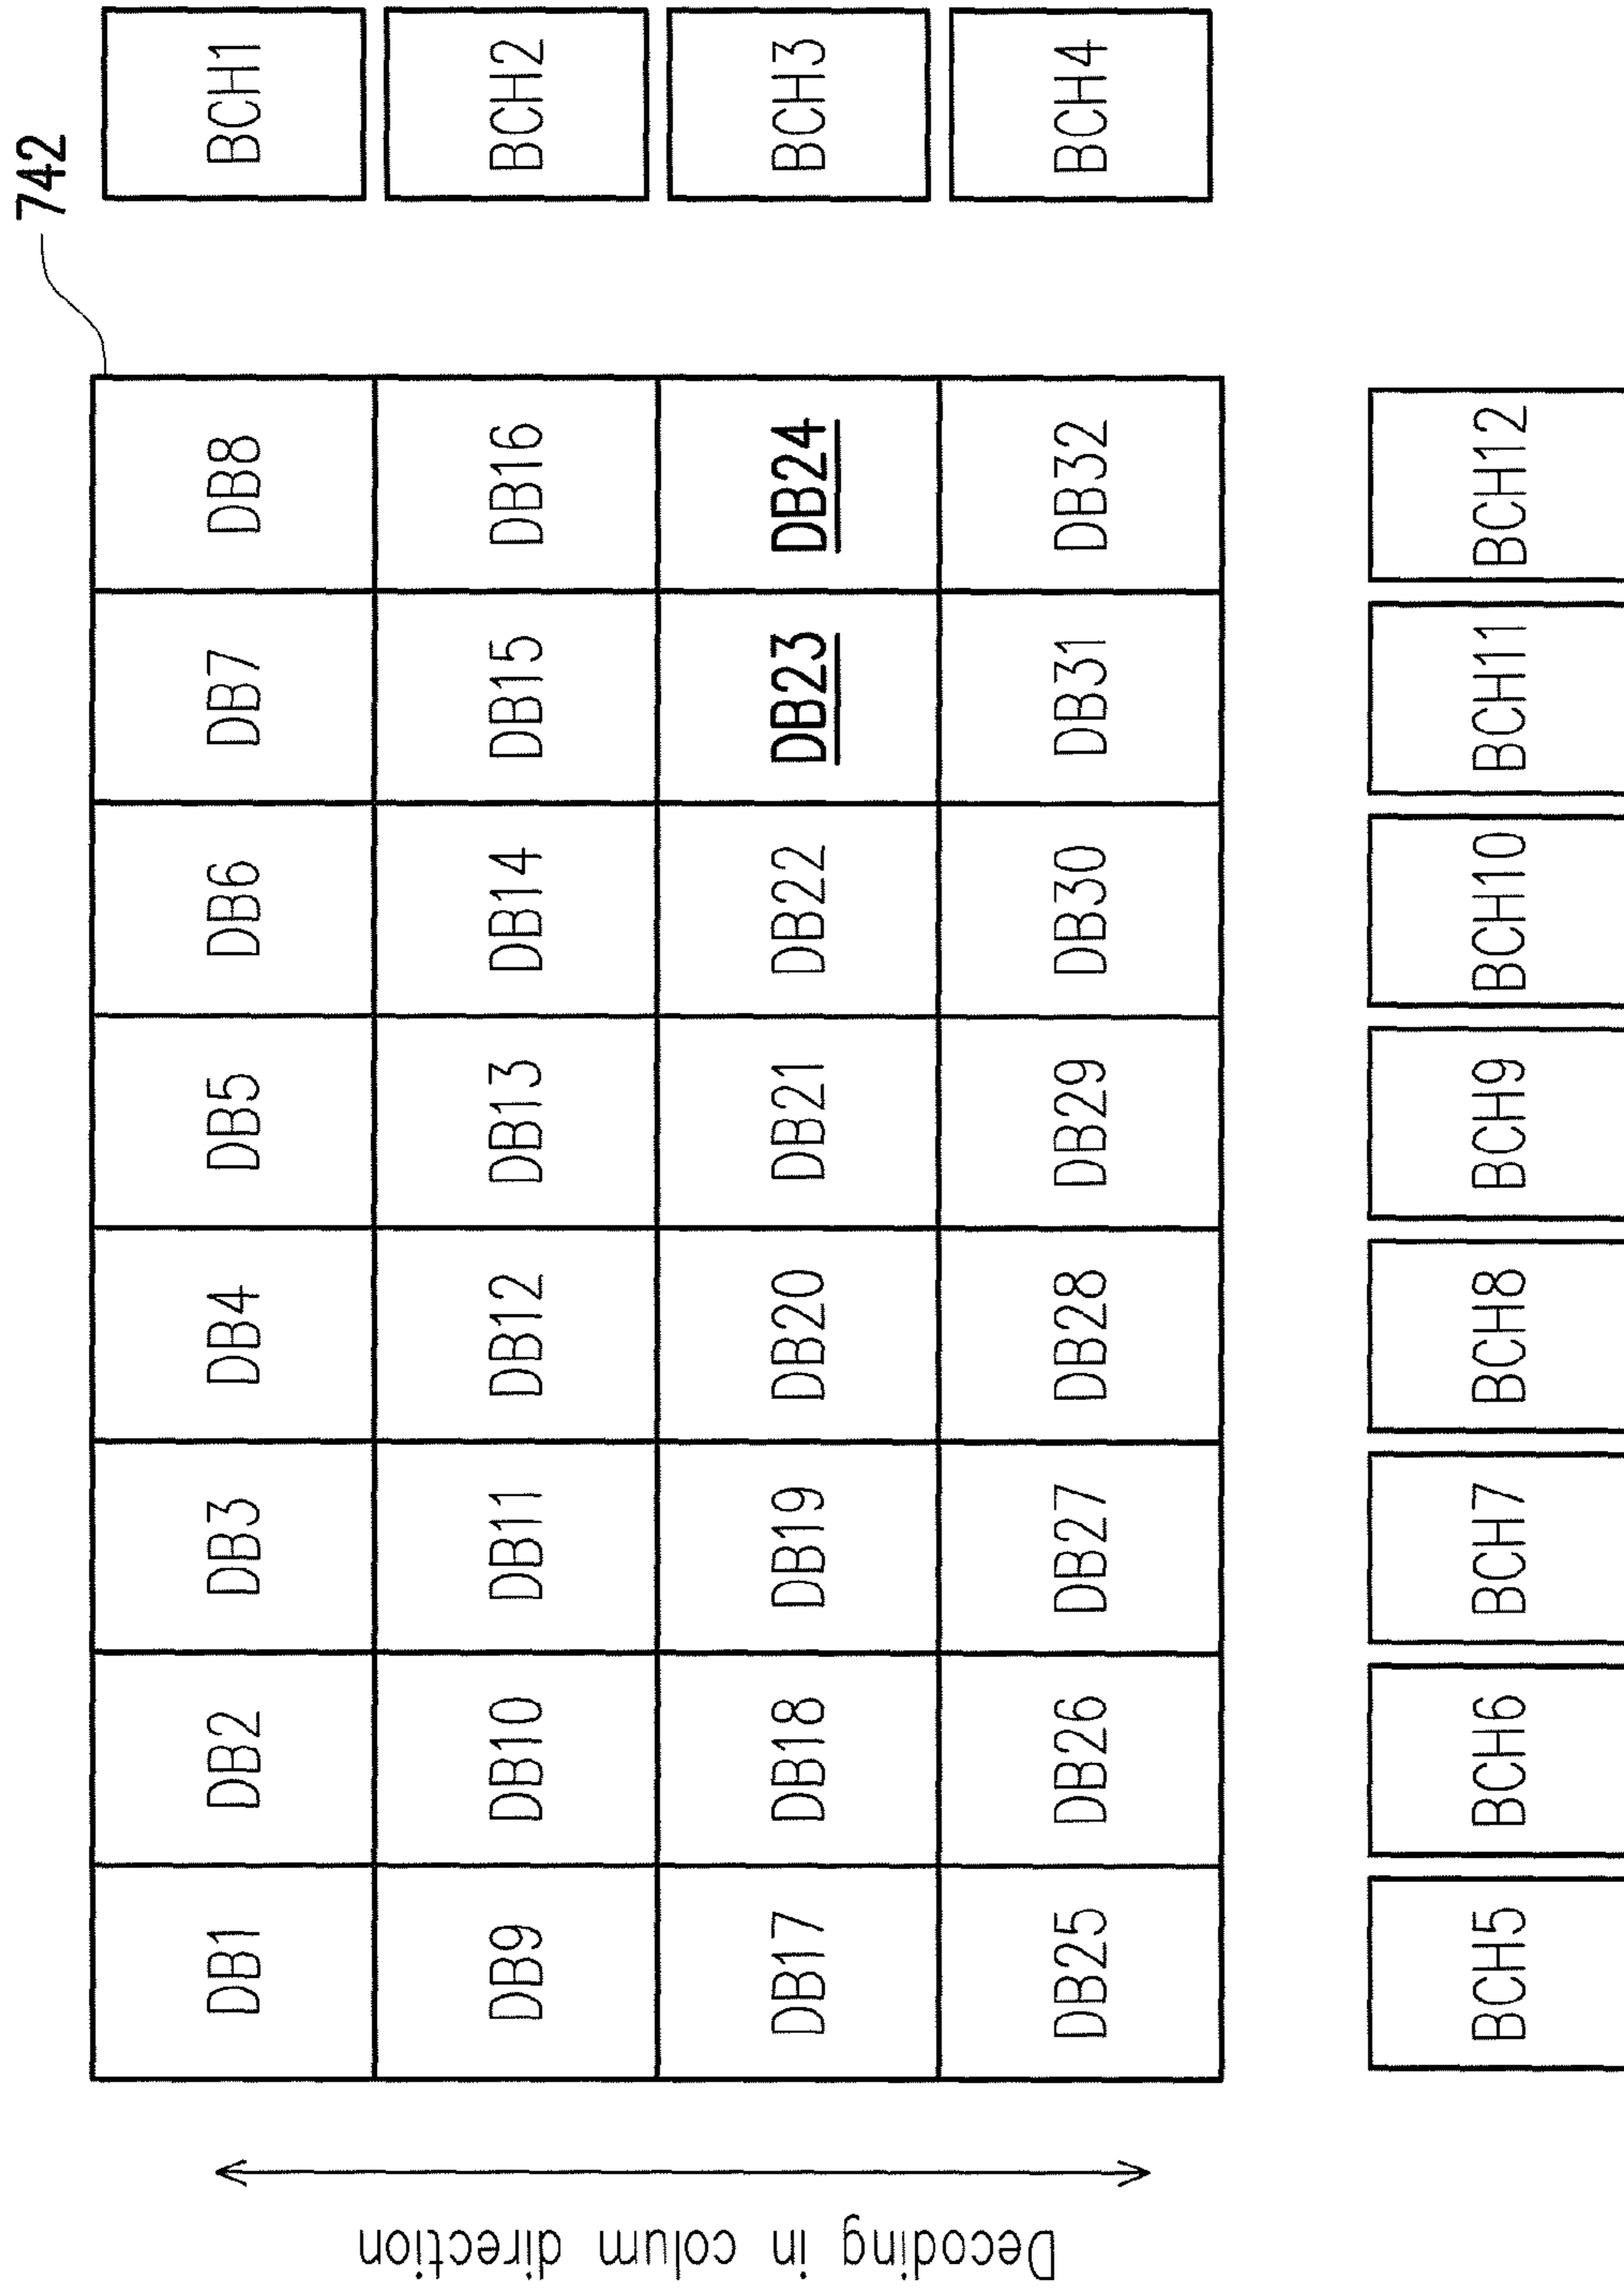 742
Decoding in colum direction
DB1 DB2 DB3 DB4 DB5 DB6 DB7 DB8 BCH1
DB9 DB10 DB11 DB12 DB13 DB14 DB15 DB16 BCH2
DB17 DB18 DB19 DB20 DB21 DB22 DB23 DB24 BCH3
DB25 DB26 DB27 DB28 DB29 DB30 DB31 DB32 BCH4
BCH5 BCH6 BCH7 BCH8 BCH9 BCH10 BCH11 BCH12